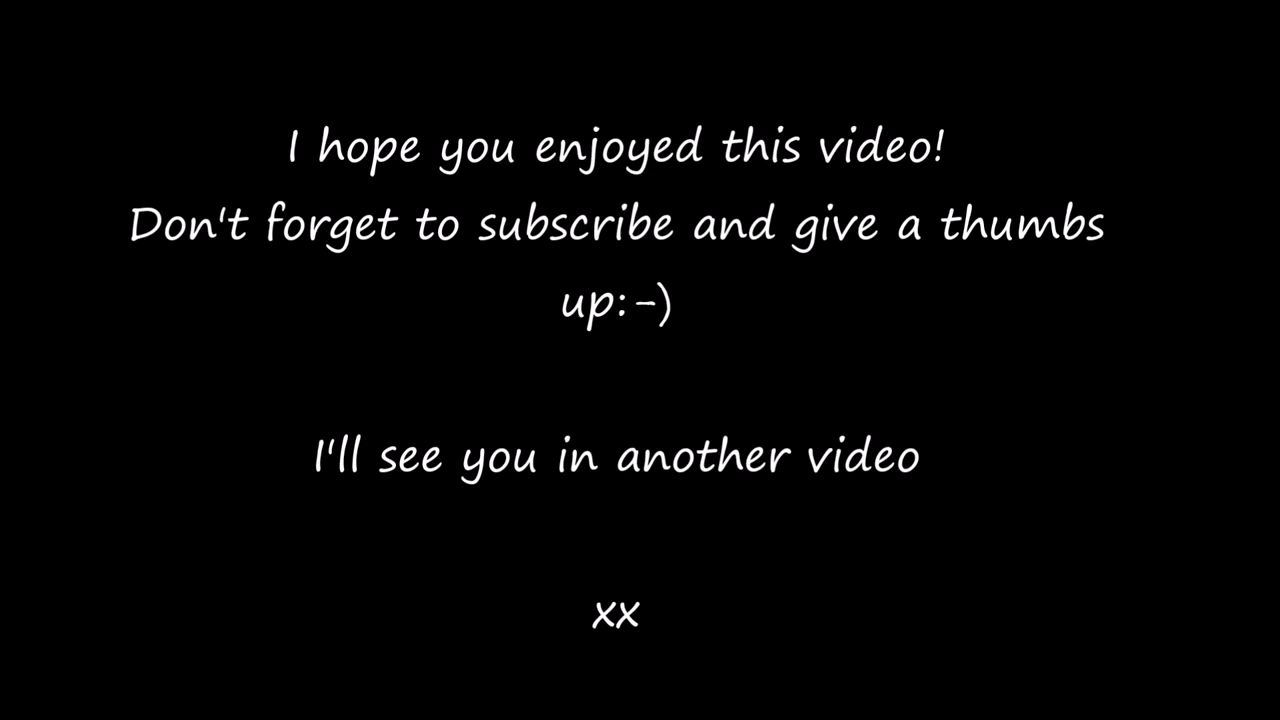 I hope you enjoyed this video!
Don't forget to subscribe and give a thumbs
up:-)
I'll see you in another video
xx